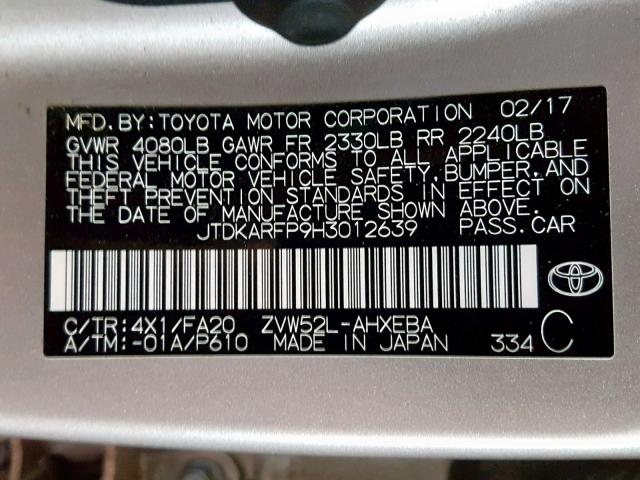 MFD. BY: TOYOTA MOTOR CORPORATION 02/17
GVWR 4080LB GAWR FR 2330LB RR 2240LB
THIS VEHICLE CONFORMS TO ALL APPLICABLE
FEDERAL MOTOR VEHICLE SAFETY, BUMPER, AND
THEFT PREVENTION STANDARDS IN EFFECT ON
THE DATE OF MANUFACTURE SHOWN ABOVE.
JTDKARFP9H3012639 PASS. CAR
C/TR: 4X1/FA20 ZVW52L-AHXEBA
A/TM: -01A/P610 MADE IN JAPAN 334 C